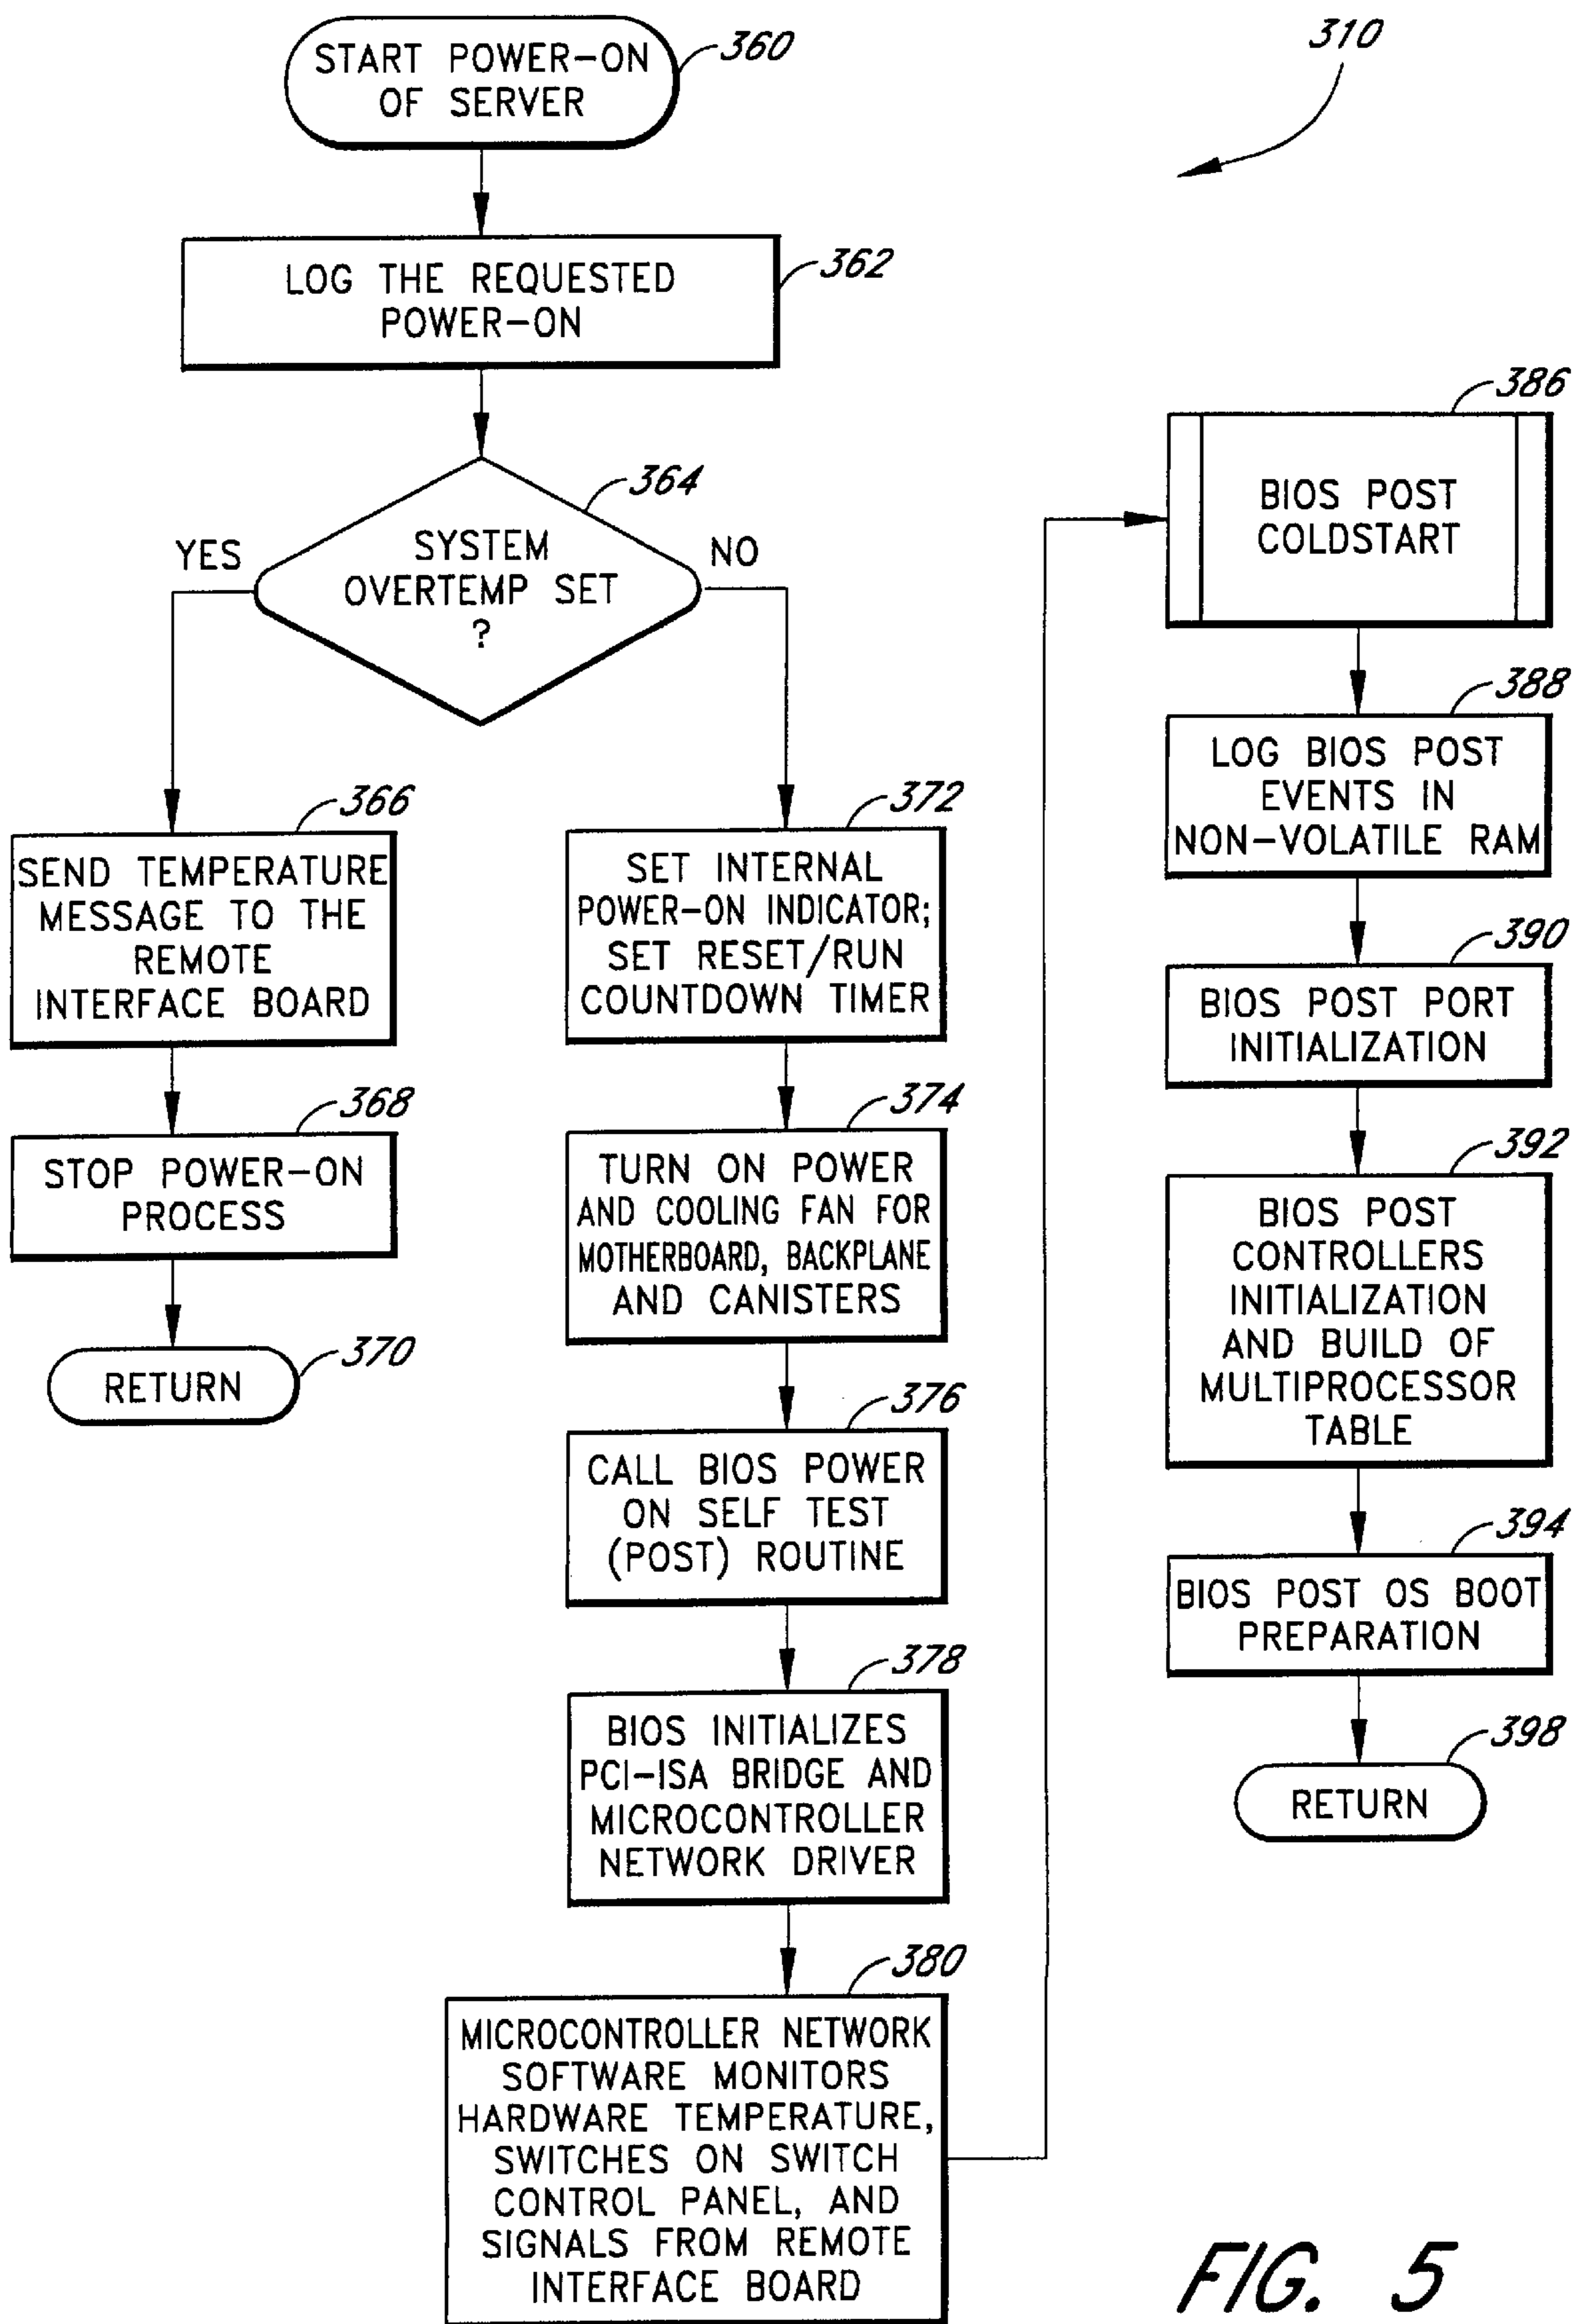 310
START POWER-ON
OF SERVER
360
LOG THE REQUESTED
POWER-ON
362
SYSTEM
OVERTEMP SET
?
364
YES
NO
SEND TEMPERATURE
MESSAGE TO THE
REMOTE
INTERFACE BOARD
366
STOP POWER-ON
PROCESS
368
RETURN
370
SET INTERNAL
POWER-ON INDICATOR;
SET RESET/RUN
COUNTDOWN TIMER
372
TURN ON POWER
AND COOLING FAN FOR
MOTHERBOARD, BACKPLANE
AND CANISTERS
374
CALL BIOS POWER
ON SELF TEST
(POST) ROUTINE
376
BIOS INITIALIZES
PCI-ISA BRIDGE AND
MICROCONTROLLER
NETWORK DRIVER
378
MICROCONTROLLER NETWORK
SOFTWARE MONITORS
HARDWARE TEMPERATURE,
SWITCHES ON SWITCH
CONTROL PANEL, AND
SIGNALS FROM REMOTE
INTERFACE BOARD
380
BIOS POST
COLDSTART
386
LOG BIOS POST
EVENTS IN
NON-VOLATILE RAM
388
BIOS POST PORT
INITIALIZATION
390
BIOS POST
CONTROLLERS
INITIALIZATION
AND BUILD OF
MULTIPROCESSOR
TABLE
392
BIOS POST OS BOOT
PREPARATION
394
RETURN
398
FIG. 5